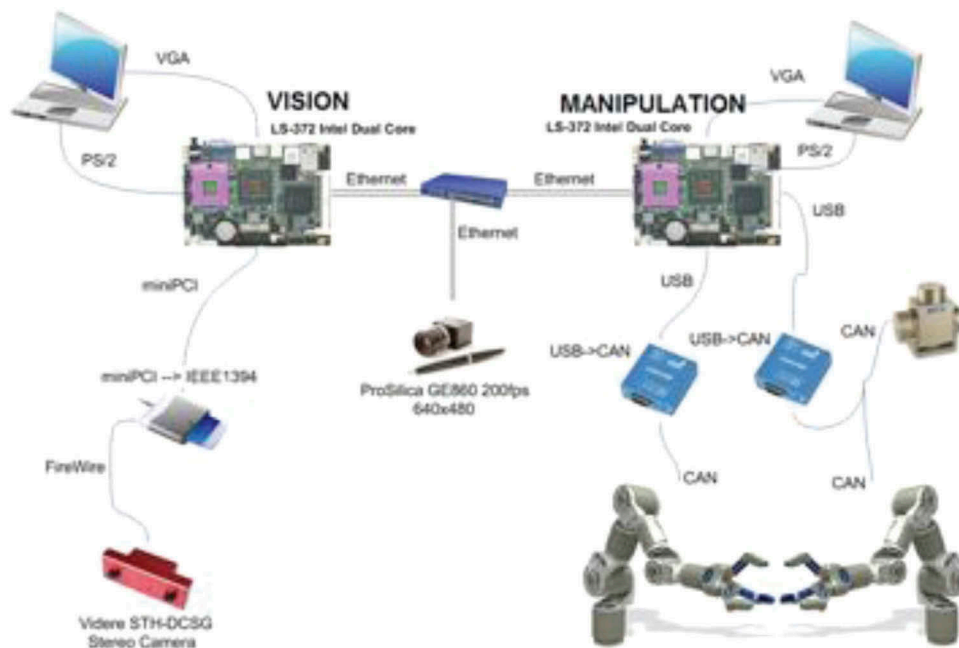 VGA
VGA
VISION
MANIPULATION
LS-372 Intel Dual Core
LS-372 Intel Dual Core
PS/2
PS/2
Ethernet
Ethernet
USB
Ethernet
miniPCI
USB
USB->CAN
USB->CAN
CAN
miniPCI --> IEEE1394
ProSilica GE860 200fps
640x480
FireWire
CAN
CAN
Videre STH-DCSG
Stereo Camera